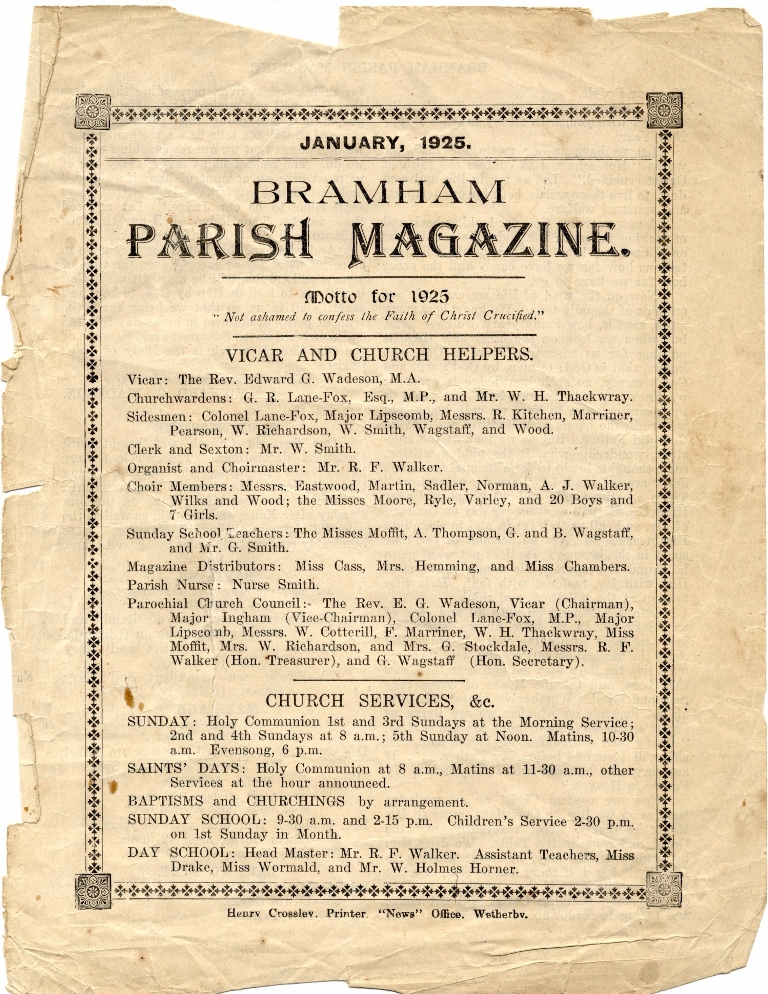 JANUARY, 1925.
BRAMHAM
PARISH MAGAZINE.
Motto for 1925
"Not ashamed to confess the Faith of Christ Crucified."
VICAR AND CHURCH HELPERS.
Vicar: The Rev. Edward G. Wadeson, M.A.
Churchwardens: G. R. Lane-Fox, Esq., M.P., and Mr. W. H. Thackwray.
Sidesmen: Colonel Lane-Fox, Major Lipscomb, Messrs. R. Kitchen, Marriner,
Pearson, W. Richardson, W. Smith, Wagstaff, and Wood.
Clerk and Sexton: Mr. W. Smith.
Organist and Choirmaster: Mr. R. F. Walker.
Choir Members: Messrs. Eastwood, Martin, Sadler, Norman, A. J. Walker,
Wilks and Wood; the Misses Moore, Ryle, Varley, and 20 Boys and
7 Girls.
Sunday School Teachers: The Misses Moffit, A. Thompson, G. and B. Wagstaff,
and Mr. G. Smith.
Magazine Distributors: Miss Cass, Mrs. Hemming, and Miss Chambers.
Parish Nurse: Nurse Smith.
Parochial Church Council:- The Rev. E. G. Wadeson, Vicar (Chairman),
Major Ingham (Vice-Chairman), Colonel Lane-Fox, M.P., Major
Lipscomb, Messrs. W. Cotterill, F. Marriner, W. H. Thackwray, Miss
Moffit, Mrs. W. Richardson, and Mrs. G. Stockdale, Messrs. R. F.
Walker (Hon. Treasurer), and G. Wagstaff (Hon. Secretary).
CHURCH SERVICES, &c.
SUNDAY: Holy Communion 1st and 3rd Sundays at the Morning Service;
2nd and 4th Sundays at 8 a.m.; 5th Sunday at Noon. Matins, 10-30
a.m. Evensong, 6 p.m.
SAINTS' DAYS: Holy Communion at 8 a.m., Matins at 11-30 a.m., other
Services at the hour announced.
BAPTISMS and CHURCHINGS by arrangement.
SUNDAY SCHOOL: 9-30 a.m. and 2-15 p.m. Children's Service 2-30 p.m.
on 1st Sunday in Month.
DAY SCHOOL: Head Master: Mr. R. F. Walker. Assistant Teachers, Miss
Drake, Miss Wormald, and Mr. W. Holmes Horner.
Henry Crossley, Printer "News" Office, Wetherby.